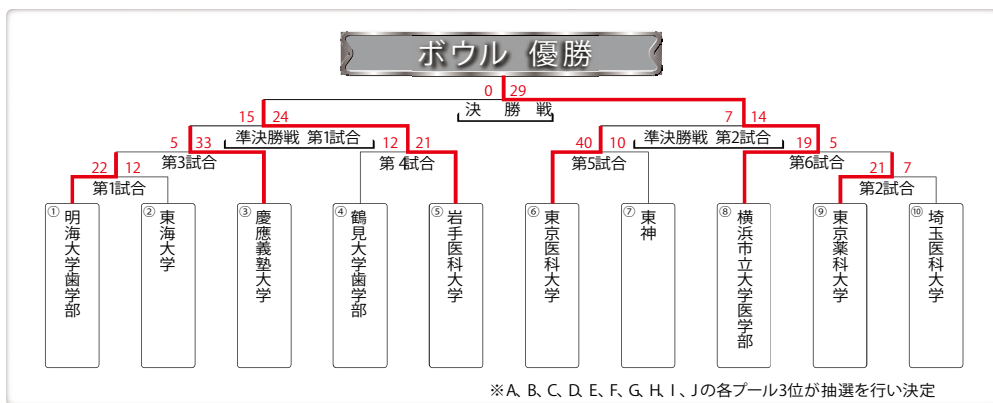 ボウル 優勝
0 29
決勝戦
15 24
7 14
準決勝戦 第1試合
準決勝戦 第2試合
5 33
12 21
40 10
19 5
第3試合
第4試合
第5試合
第6試合
22 12
21 7
第1試合
第2試合
① 明海大学歯学部
② 東海大学
③ 慶應義塾大学
④ 鶴見大学歯学部
⑤ 岩手医科大学
⑥ 東京医科大学
⑦ 東神
⑧ 横浜市立大学医学部
⑨ 東京薬科大学
⑩ 埼玉医科大学
※A、B、C、D、E、F、G、H、I、Jの各プール3位が抽選を行い決定